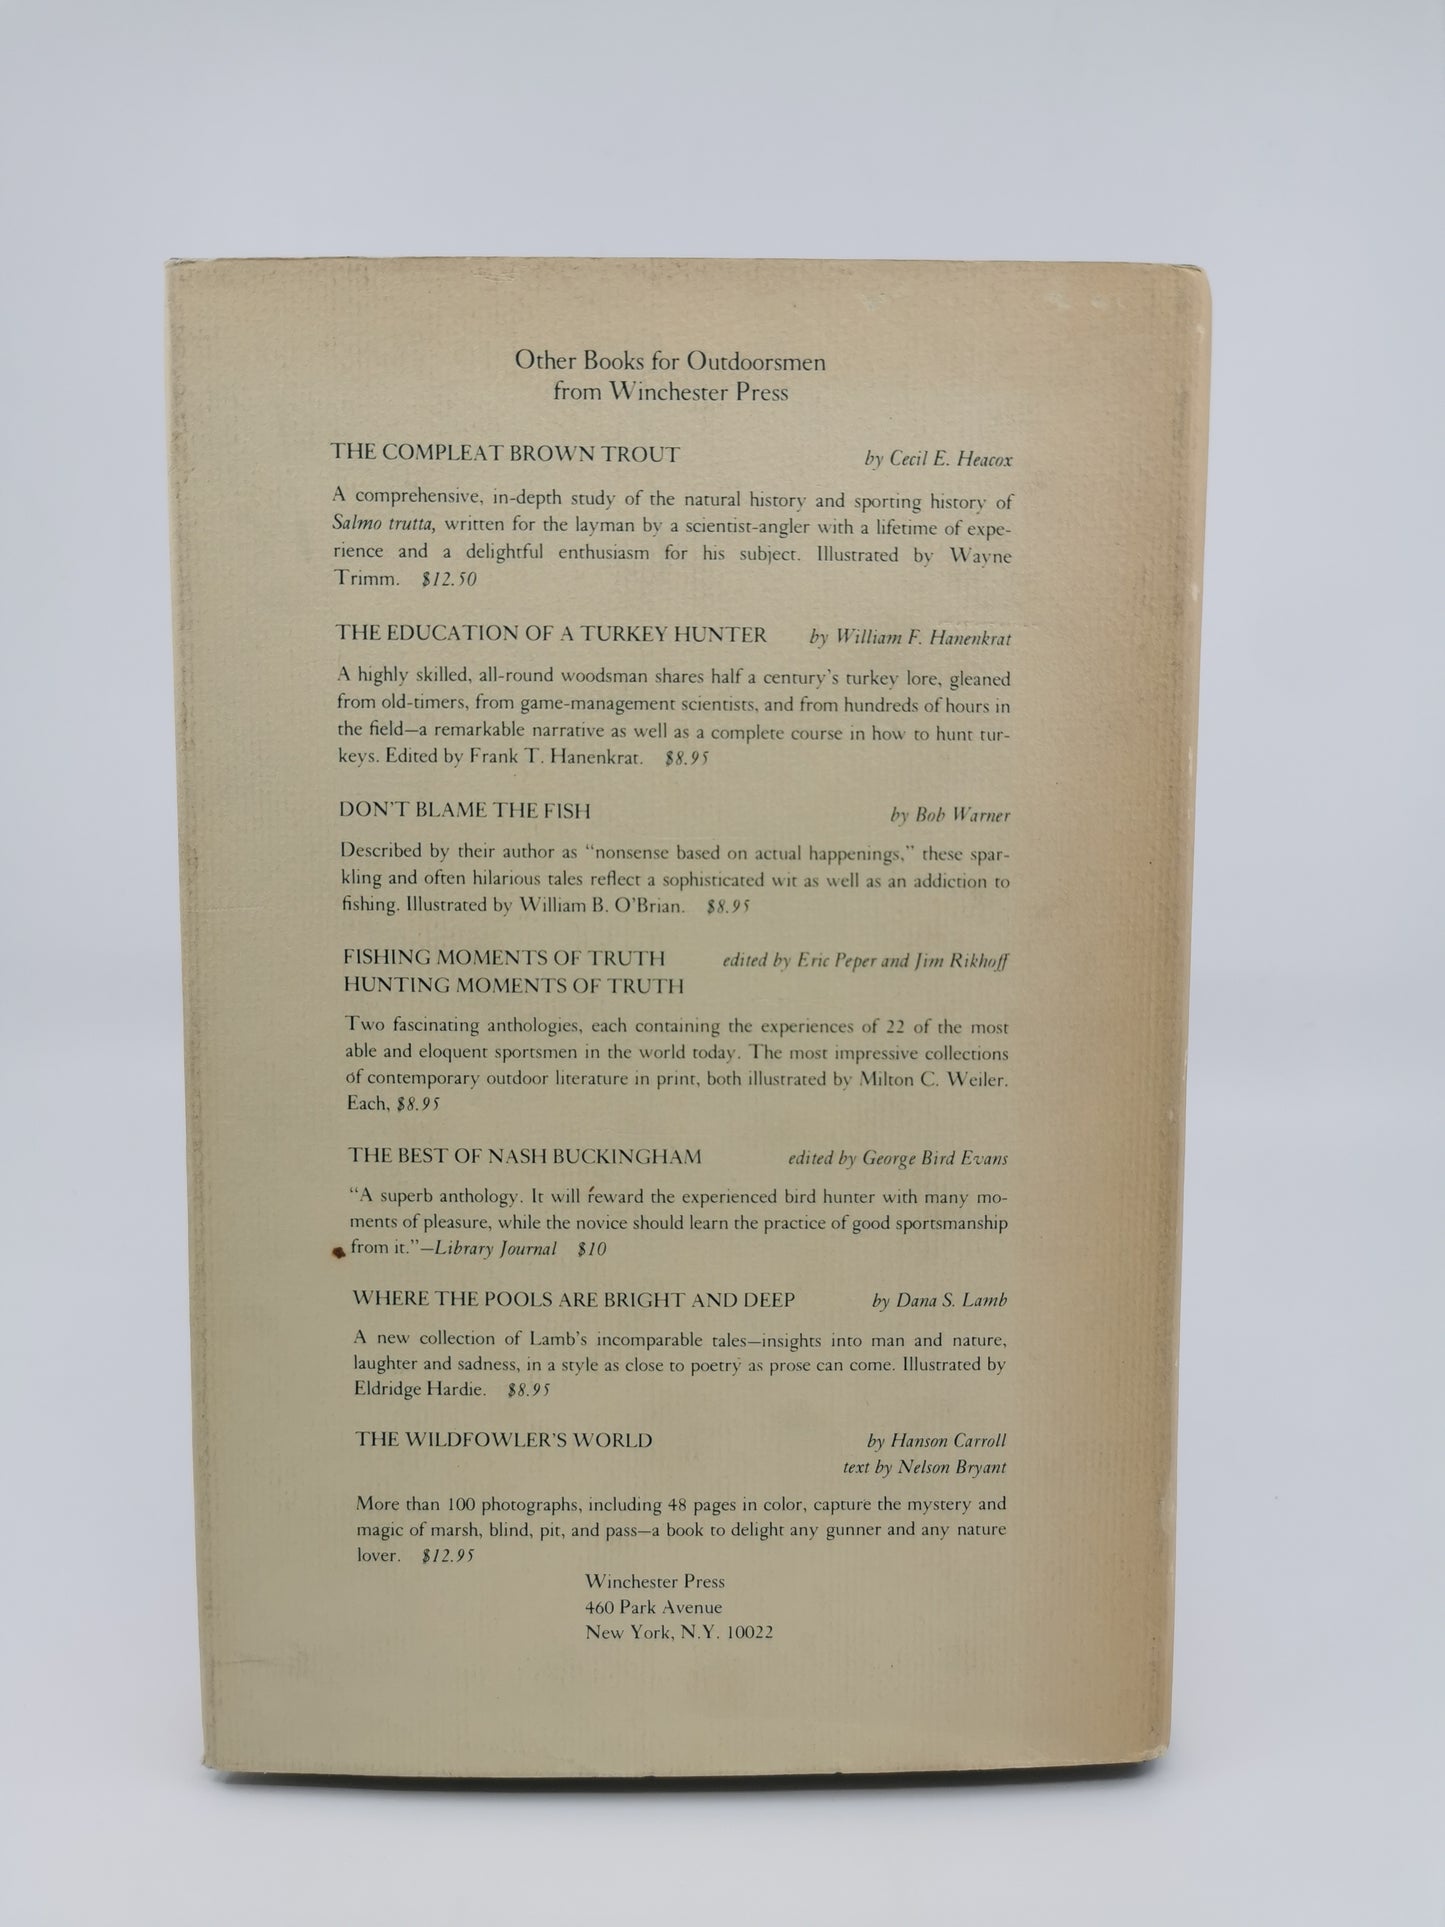 Other Books for Outdoorsmen
from Winchester Press
THE COMPLEAT BROWN TROUT by Cecil E. Heacox
A comprehensive, in-depth study of the natural history and sporting history of
Salmo trutta, written for the layman by a scientist-angler with a lifetime of expe-
rience and a delightful enthusiasm for his subject. Illustrated by Wayne
Trimm. $12.50
THE EDUCATION OF A TURKEY HUNTER by William F. Hanenkrat
A highly skilled, all-round woodsman shares half a century's turkey lore, gleaned
from old-timers, from game-management scientists, and from hundreds of hours in
the field—a remarkable narrative as well as a complete course in how to hunt tur-
keys. Edited by Frank T. Hanenkrat. $8.95
DON'T BLAME THE FISH by Bob Warner
Described by their author as “nonsense based on actual happenings,” these spar-
kling and often hilarious tales reflect a sophisticated wit as well as an addiction to
fishing. Illustrated by William B. O'Brian. $8.95
FISHING MOMENTS OF TRUTH edited by Eric Peper and Jim Rikhoff
HUNTING MOMENTS OF TRUTH
Two fascinating anthologies, each containing the experiences of 22 of the most
able and eloquent sportsmen in the world today. The most impressive collections
of contemporary outdoor literature in print, both illustrated by Milton C. Weiler.
Each, $8.95
THE BEST OF NASH BUCKINGHAM edited by George Bird Evans
“A superb anthology. It will reward the experienced bird hunter with many mo-
ments of pleasure, while the novice should learn the practice of good sportsmanship
from it.”—Library Journal $10
WHERE THE POOLS ARE BRIGHT AND DEEP by Dana S. Lamb
A new collection of Lamb's incomparable tales—insights into man and nature,
laughter and sadness, in a style as close to poetry as prose can come. Illustrated by
Eldridge Hardie. $8.95
THE WILDFOWLER'S WORLD by Hanson Carroll
text by Nelson Bryant
More than 100 photographs, including 48 pages in color, capture the mystery and
magic of marsh, blind, pit, and pass—a book to delight any gunner and any nature
lover. $12.95
Winchester Press
460 Park Avenue
New York, N.Y. 10022